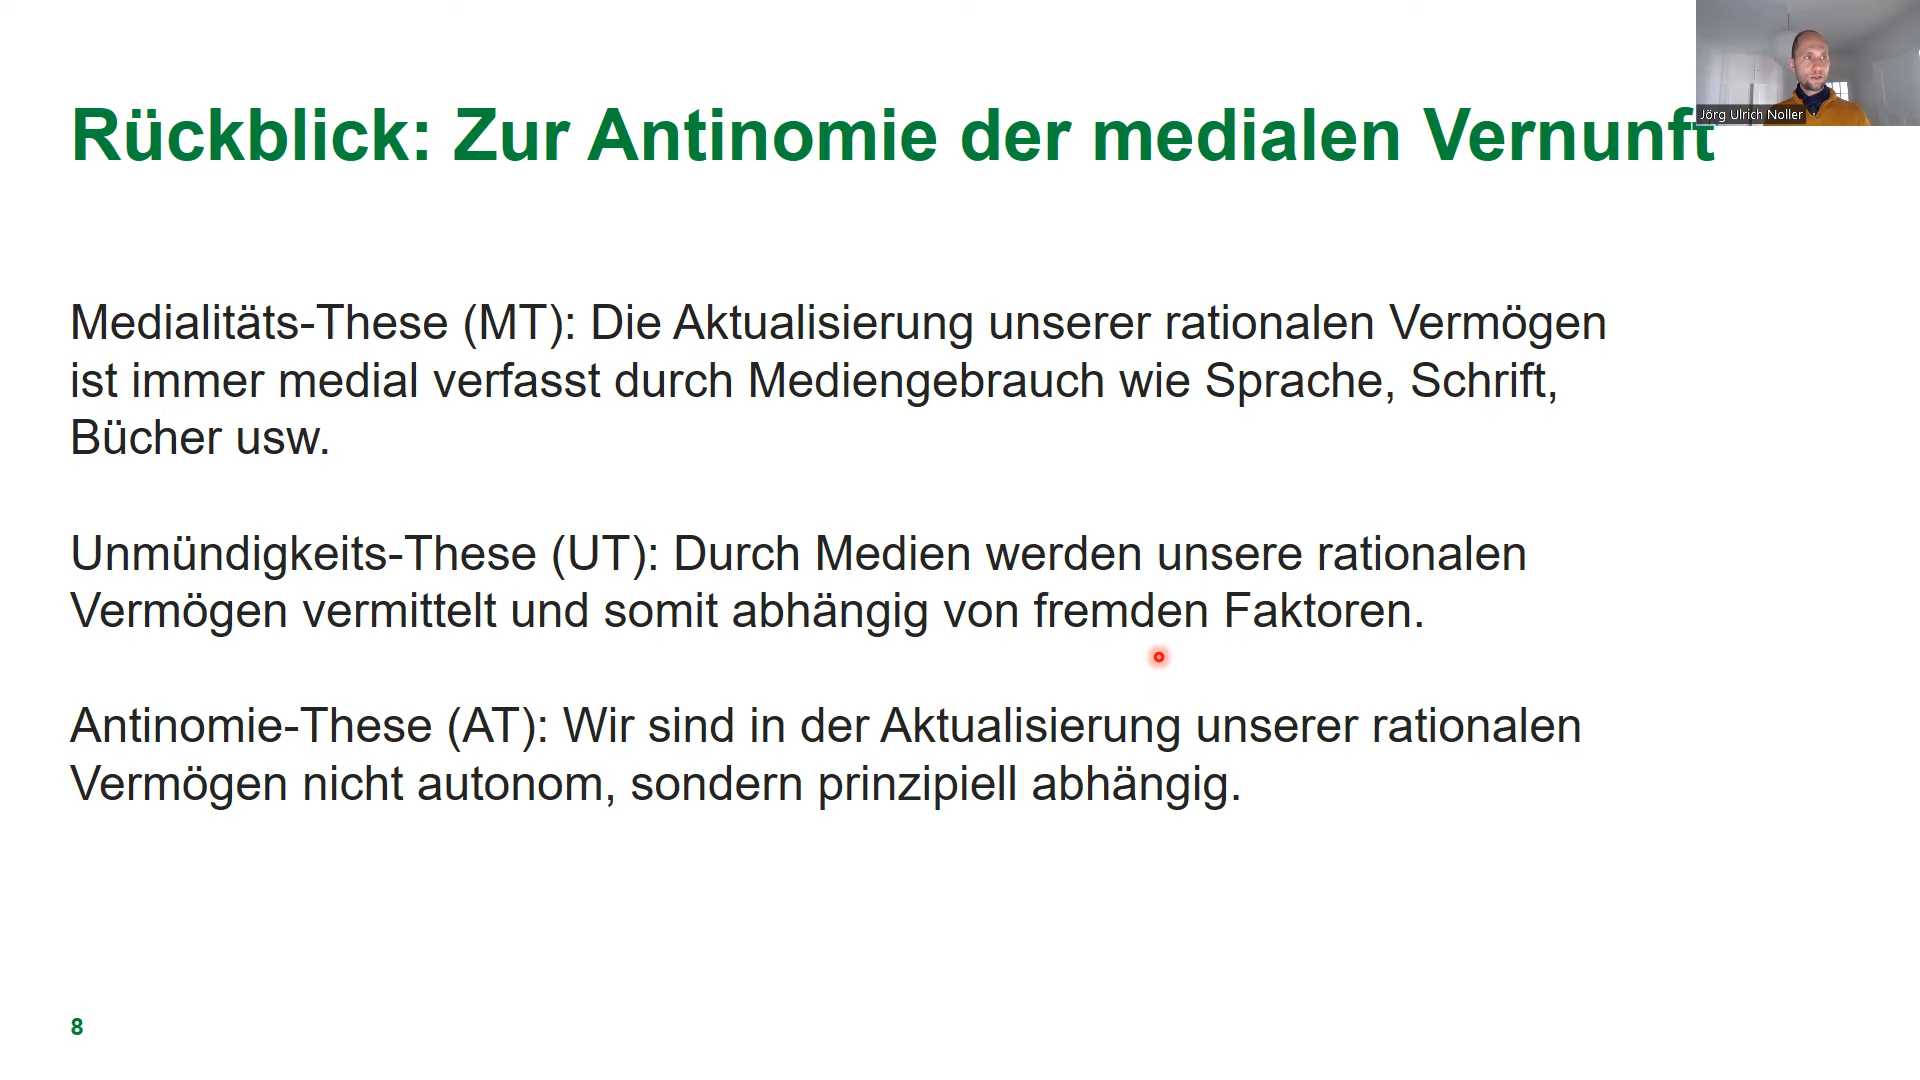 Jörg Ulrich Noller
Rückblick: Zur Antinomie der medialen Vernunft
Medialitäts-These (MT): Die Aktualisierung unserer rationalen Vermögen
ist immer medial verfasst durch Mediengebrauch wie Sprache, Schrift,
Bücher usw.
Unmündigkeits-These (UT): Durch Medien werden unsere rationalen
Vermögen vermittelt und somit abhängig von fremden Faktoren.
Antinomie-These (AT): Wir sind in der Aktualisierung unserer rationalen
Vermögen nicht autonom, sondern prinzipiell abhängig.
8